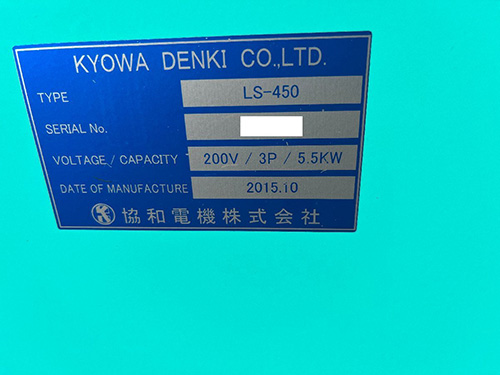 KYOWA DENKI CO.,LTD.
TYPE LS-450
SERIAL No.
VOLTAGE / CAPACITY 200V / 3P / 5.5KW
DATE OF MANUFACTURE 2015.10
協和電機株式会社